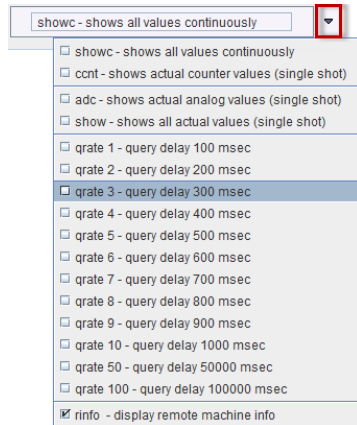 showc - shows all values continuously
showc - shows all values continuously
ccnt - shows actual counter values (single shot)
adc - shows actual analog values (single shot)
show - shows all actual values (single shot)
qrate 1 - query delay 100 msec
qrate 2 - query delay 200 msec
qrate 3 - query delay 300 msec
qrate 4 - query delay 400 msec
qrate 5 - query delay 500 msec
qrate 6 - query delay 600 msec
qrate 7 - query delay 700 msec
qrate 8 - query delay 800 msec
qrate 9 - query delay 900 msec
qrate 10 - query delay 1000 msec
qrate 50 - query delay 50000 msec
qrate 100 - query delay 100000 msec
rinfo - display remote machine info